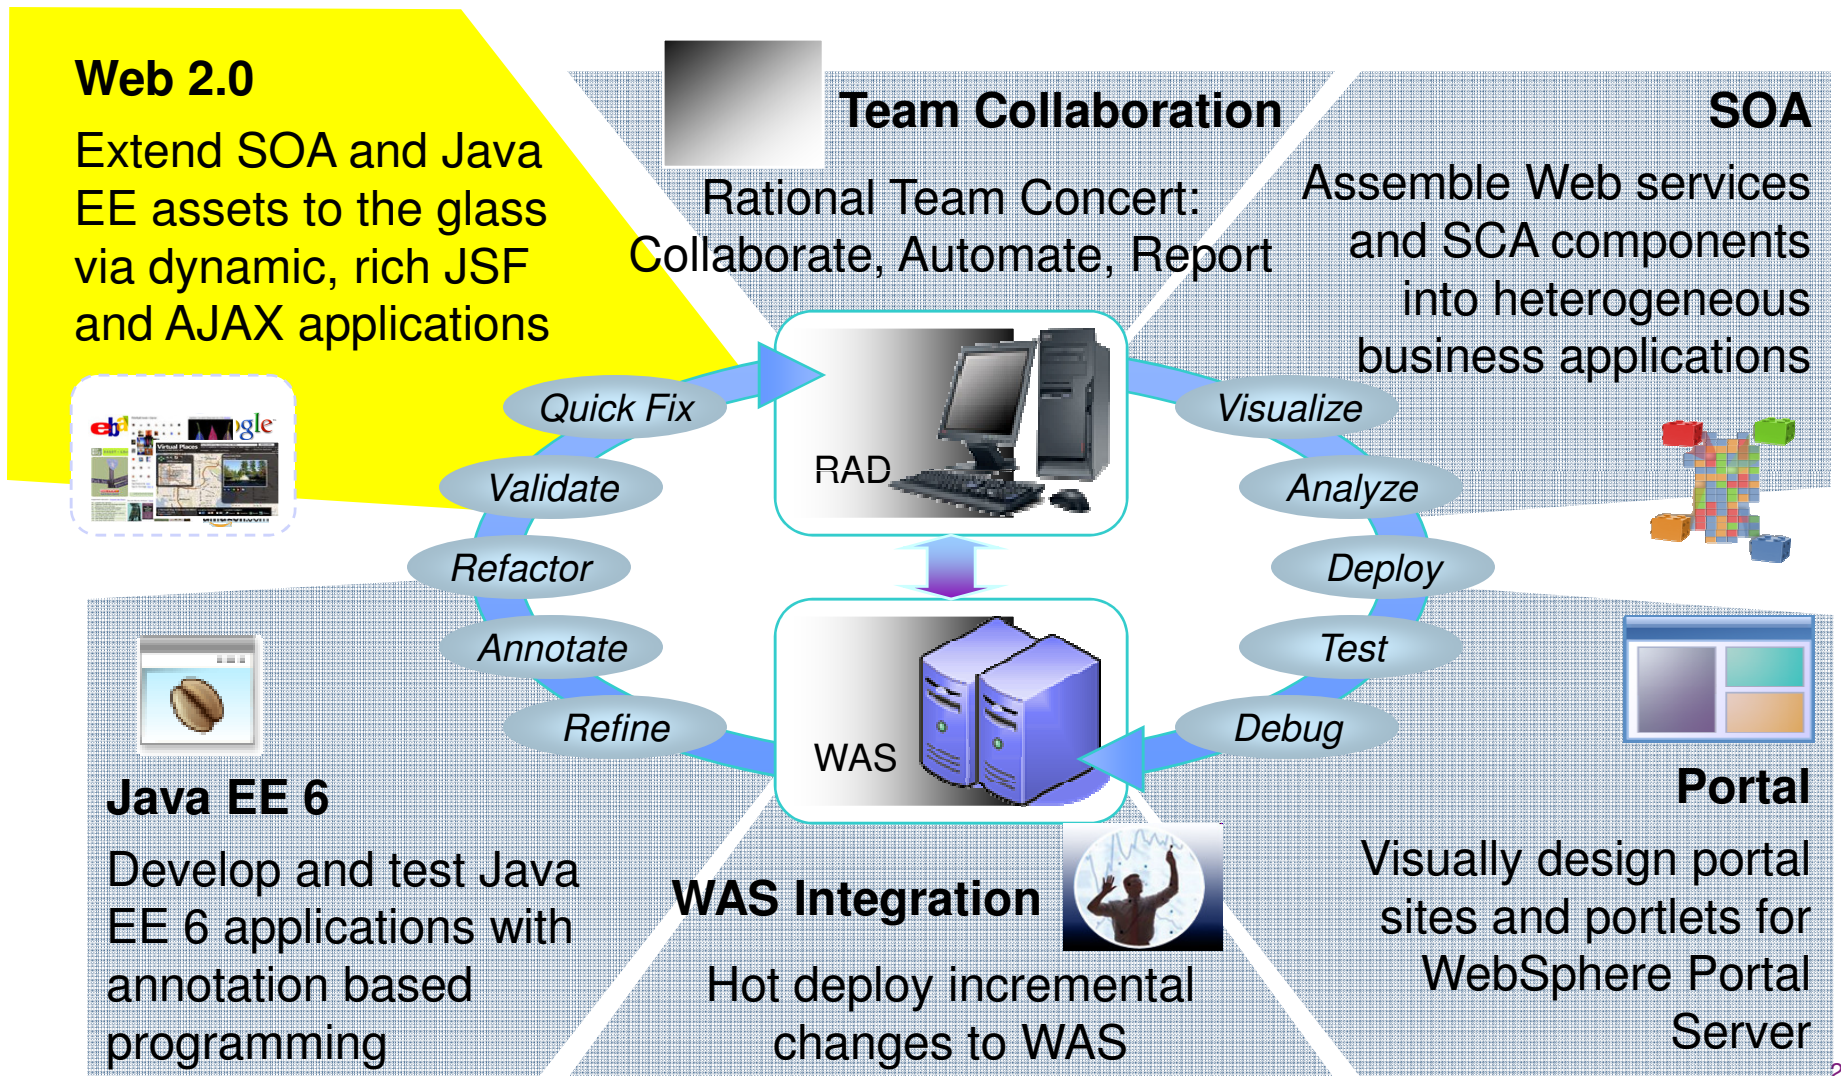 Web 2.0
Extend SOA and Java
EE assets to the glass
via dynamic, rich JSF
and AJAX applications
Team Collaboration
Rational Team Concert:
Collaborate, Automate, Report
SOA
Assemble Web services
and SCA components
into heterogeneous
business applications
Quick Fix
Validate
Refactor
Annotate
Refine
RAD
WAS
Visualize
Analyze
Deploy
Test
Debug
Virtual Places
Java EE 6
Develop and test Java
EE 6 applications with
annotation based
programming
WAS Integration
Hot deploy incremental
changes to WAS
Portal
Visually design portal
sites and portlets for
WebSphere Portal
Server